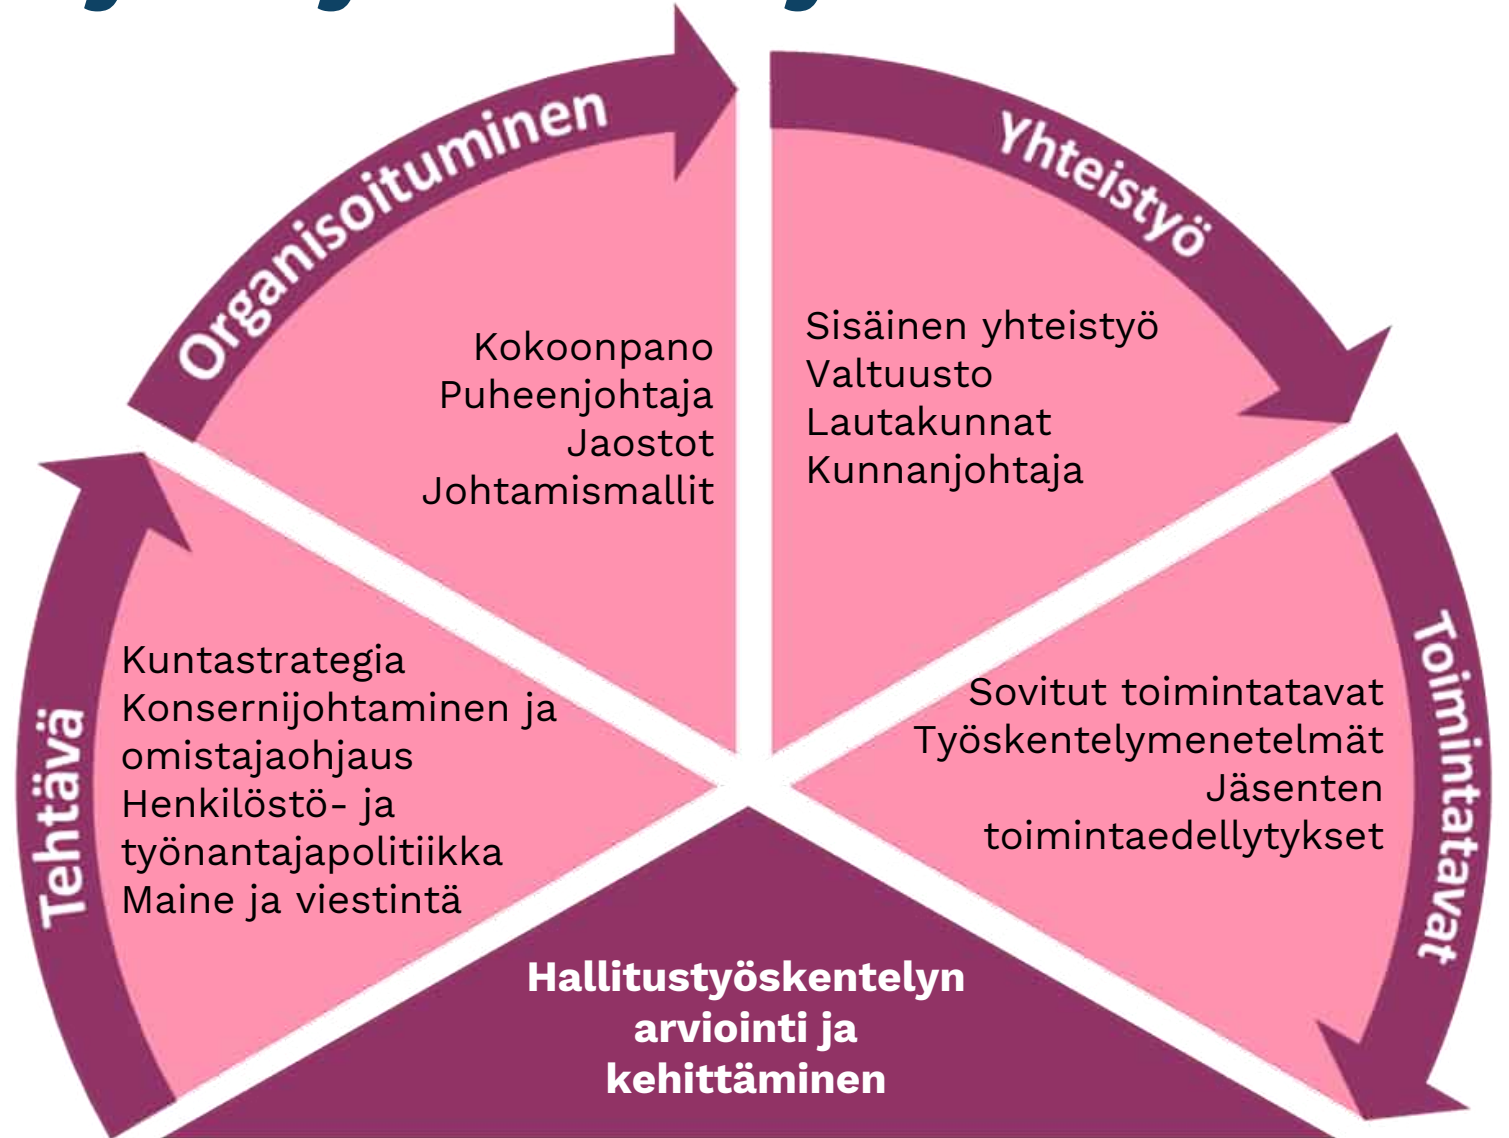 Organisoituminen
Kokoonpano
Puheenjohtaja
Jaostot
Johtamismallit
Yhteistyö
Sisäinen yhteistyö
Valtuusto
Lautakunnat
Kunnanjohtaja
Tehtävä
Kuntastrategia
Konsernijohtaminen ja
omistajaohjaus
Henkilöstö- ja
työnantajapolitiikka
Maine ja viestintä
Toimintatavat
Sovitut toimintatavat
Työskentelymenetelmät
Jäsenten
toimintaedellytykset
Hallitustyöskentelyn
arviointi ja
kehittäminen